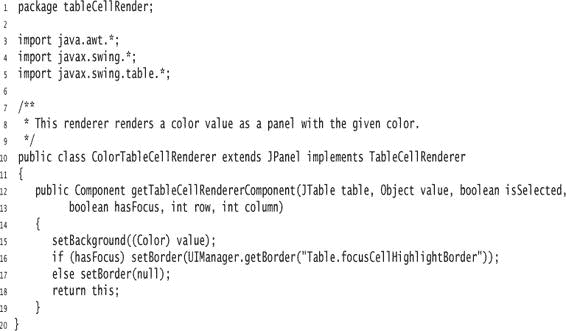 1 package tableCellRender;
2
3 import java.awt.*;
4 import javax.swing.*;
5 import javax.swing.table.*;
6
7 /**
8 * This renderer renders a color value as a panel with the given color.
9 */
10 public class ColorTableCellRenderer extends JPanel implements TableCellRenderer
11 {
12 public Component getTableCellRendererComponent(JTable table, Object value, boolean isSelected,
13 boolean hasFocus, int row, int column)
14 {
15 setBackground((Color) value);
16 if (hasFocus) setBorder(UIManager.getBorder("Table.focusCellHighlightBorder"));
17 else setBorder(null);
18 return this;
19 }
20 }